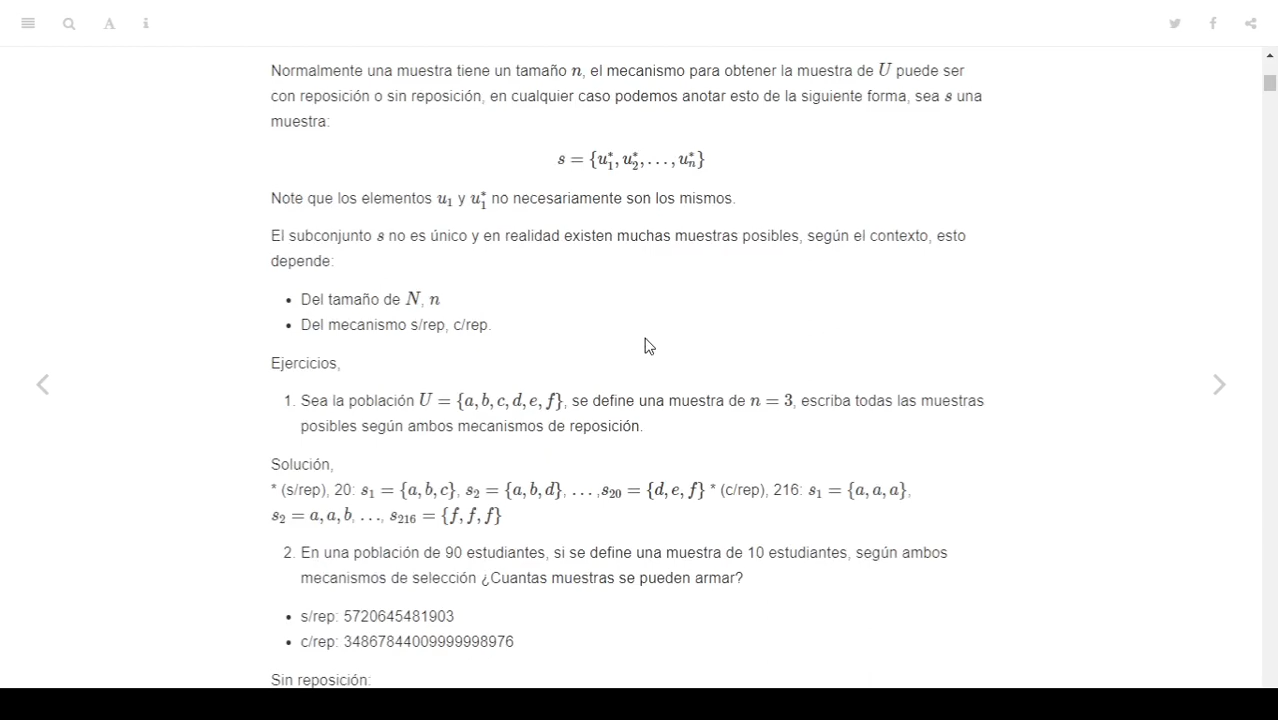 Normalmente una muestra tiene un tamaño n, el mecanismo para obtener la muestra de U puede ser
con reposición o sin reposición, en cualquier caso podemos anotar esto de la siguiente forma, sea s una
muestra:
s = {u₁*, u₂*, . . . , uₙ*}
Note que los elementos u₁ y u₁* no necesariamente son los mismos.
El subconjunto s no es único y en realidad existen muchas muestras posibles, según el contexto, esto
depende:
• Del tamaño de N, n
• Del mecanismo s/rep, c/rep.
Ejercicios,
1. Sea la población U = {a, b, c, d, e, f}, se define una muestra de n = 3, escriba todas las muestras
posibles según ambos mecanismos de reposición.
Solución,
* (s/rep), 20: s₁ = {a, b, c}, s₂ = {a, b, d}, . . . ,s₂₀ = {d, e, f} * (c/rep), 216: s₁ = {a, a, a},
s₂ = a, a, b, . . ., s₂₁₆ = {f, f, f}
2. En una población de 90 estudiantes, si se define una muestra de 10 estudiantes, según ambos
mecanismos de selección ¿Cuantas muestras se pueden armar?
• s/rep: 5720645481903
• c/rep: 34867844009999998976
Sin reposición: